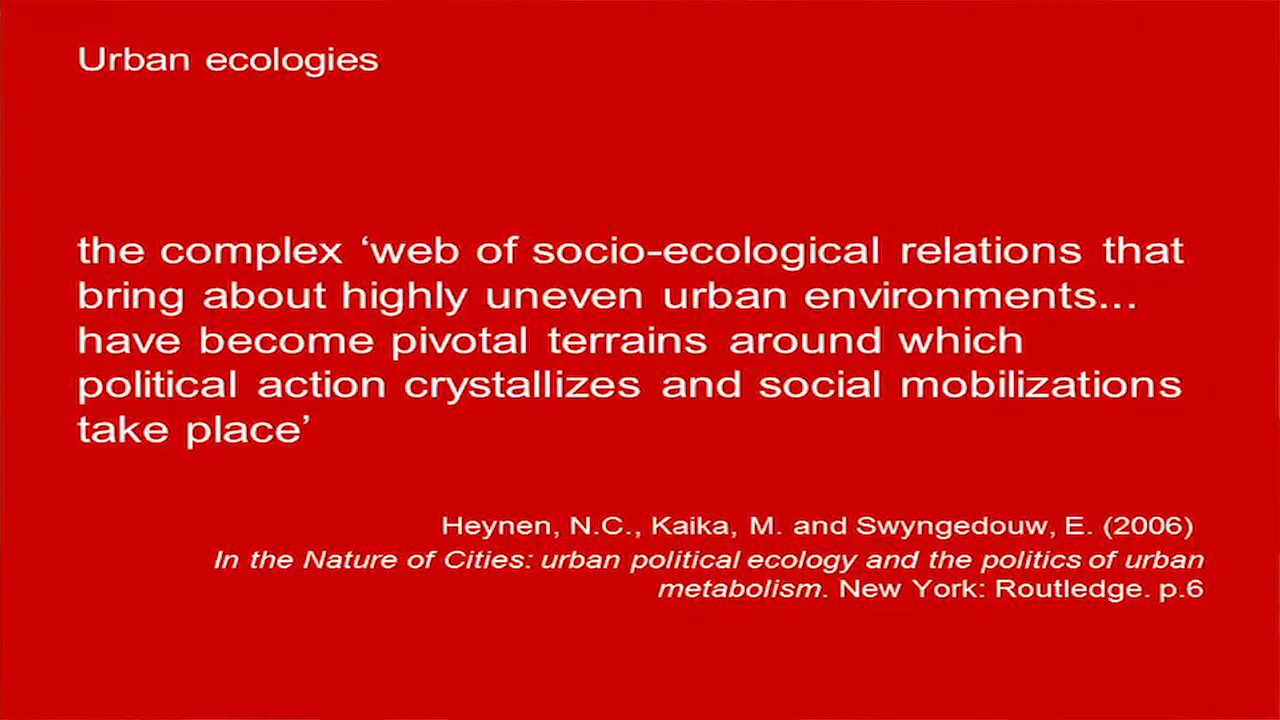 Urban ecologies
the complex ‘web of socio-ecological relations that
bring about highly uneven urban environments...
have become pivotal terrains around which
political action crystallizes and social mobilizations
take place’
Heynen, N.C., Kaika, M. and Swyngedouw, E. (2006)
In the Nature of Cities: urban political ecology and the politics of urban
metabolism. New York: Routledge. p.6